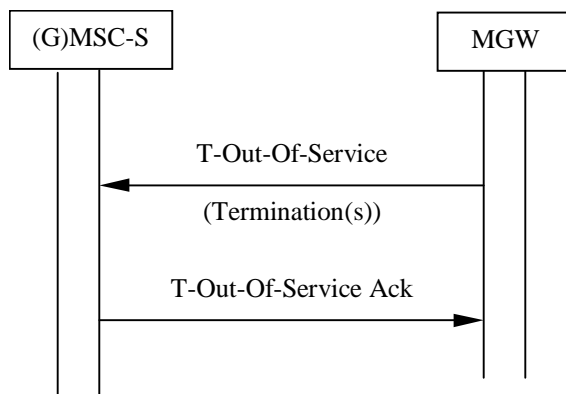 (G)MSC-S
MGW
T-Out-Of-Service
(Termination(s))
T-Out-Of-Service Ack